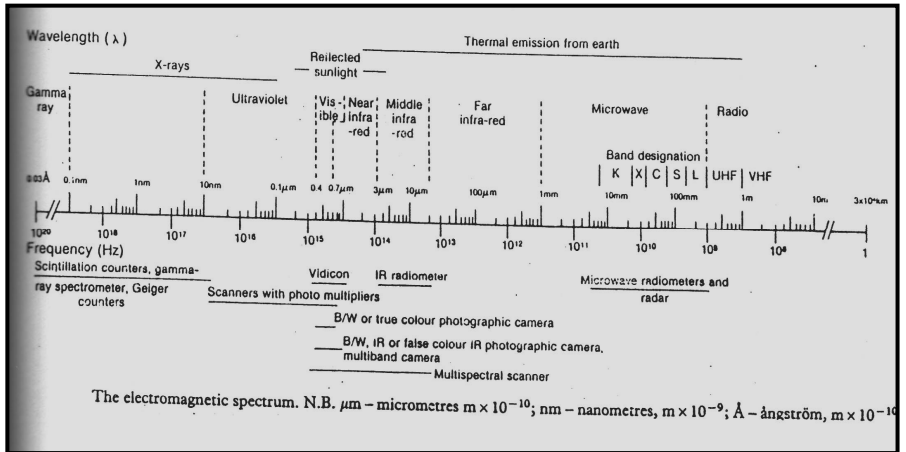 Wavelength (λ)
Thermal emission from earth
Reflected
sunlight
X-rays
Gamma
ray
Ultraviolet
Vis-
ible
Near
infra
-red
Middle
infra
-red
Far
infra-red
Microwave
Radio
Band designation
K X C S L UHF VHF
0.1nm 1nm 10nm 0.1μm 0.4 0.7μm 3μm 10μm 100μm 1mm 10mm 100mm 1m 10m
10²⁰ 10¹⁸ 10¹⁷ 10¹⁶ 10¹⁵ 10¹⁴ 10¹³ 10¹² 10¹¹ 10¹⁰ 1
Frequency (Hz)
Scintillation counters, gamma-
ray spectrometer, Geiger
counters
Scanners with photo multipliers
Vidicon
IR radiometer
Microwave radiometers and
radar
B/W or true colour photographic camera
B/W, IR or false colour IR photographic camera,
multiband camera
Multispectral scanner
The electromagnetic spectrum. N.B. μm – micrometres m × 10⁻¹⁰; nm – nanometres, m × 10⁻⁹; Å – ångström, m × 10⁻¹⁰